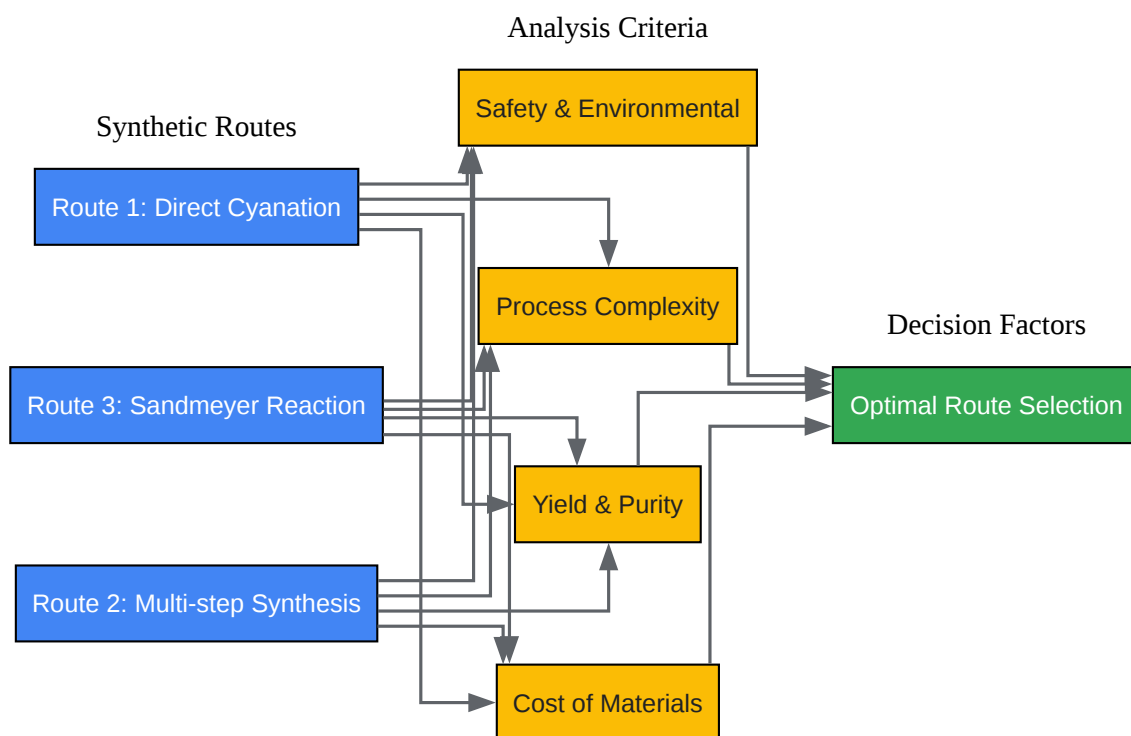 Analysis Criteria
Safety & Environmental
Synthetic Routes
Route 1: Direct Cyanation
Process Complexity
Decision Factors
Route 3: Sandmeyer Reaction
Optimal Route Selection
Yield & Purity
Route 2: Multi-step Synthesis
Cost of Materials